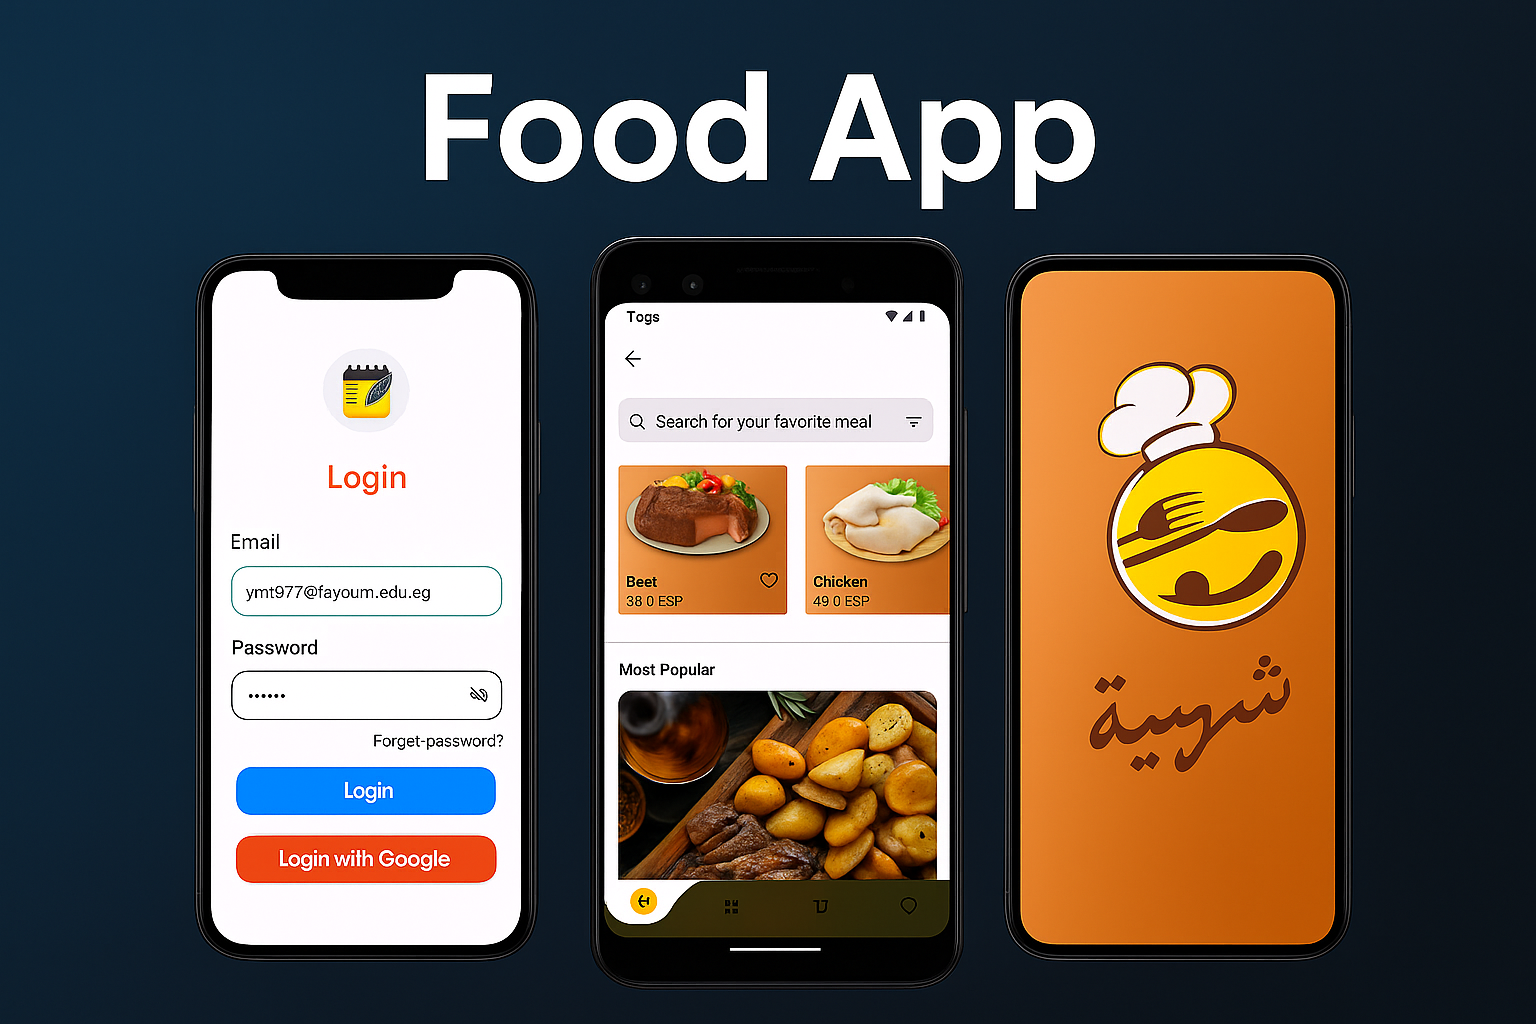 Food App
Login
Email
ymt977@fayoum.edu.eg
Password
••••••
Forget-password?
Login
Login with Google
Togs
Search for your favorite meal
Beet
38 0 ESP
Chicken
49 0 ESP
Most Popular
شهية